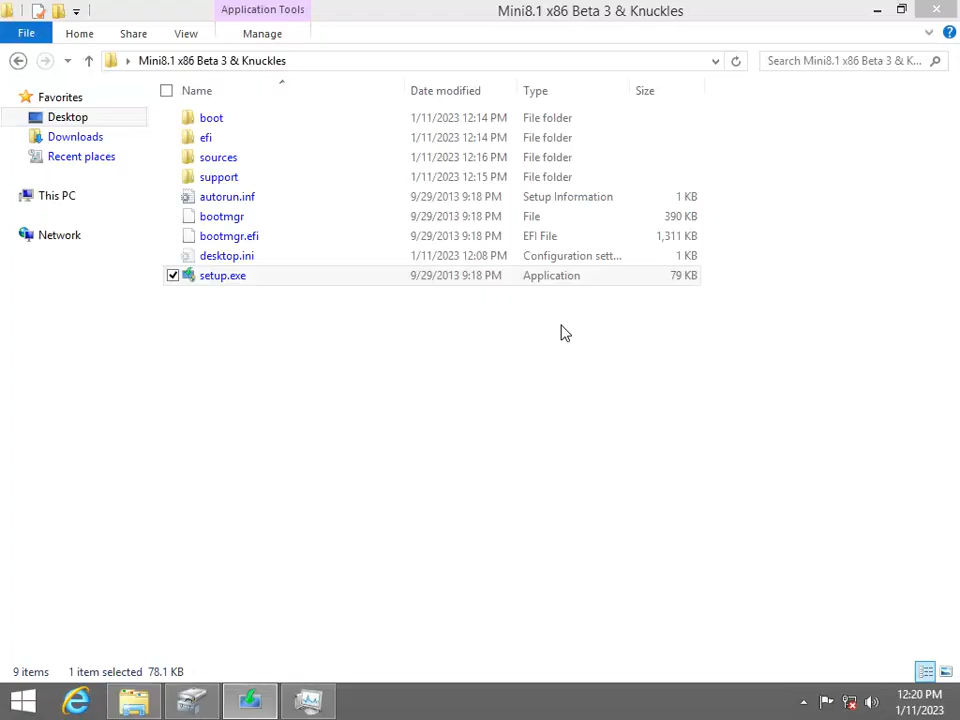 Application Tools
Mini8.1 x86 Beta 3 & Knuckles
File
Home
Share
View
Manage
Mini8.1 x86 Beta 3 & Knuckles
Search Mini8.1 x86 Beta 3 & K...
Name
Date modified
Type
Size
Favorites
Desktop
Downloads
Recent places
This PC
Network
boot 1/11/2023 12:14 PM File folder
efi 1/11/2023 12:14 PM File folder
sources 1/11/2023 12:16 PM File folder
support 1/11/2023 12:15 PM File folder
autorun.inf 9/29/2013 9:18 PM Setup Information 1 KB
bootmgr 9/29/2013 9:18 PM File 390 KB
bootmgr.efi 9/29/2013 9:18 PM EFI File 1,311 KB
desktop.ini 1/11/2023 12:08 PM Configuration sett... 1 KB
setup.exe 9/29/2013 9:18 PM Application 79 KB
9 items 1 item selected 78.1 KB
12:20 PM
1/11/2023